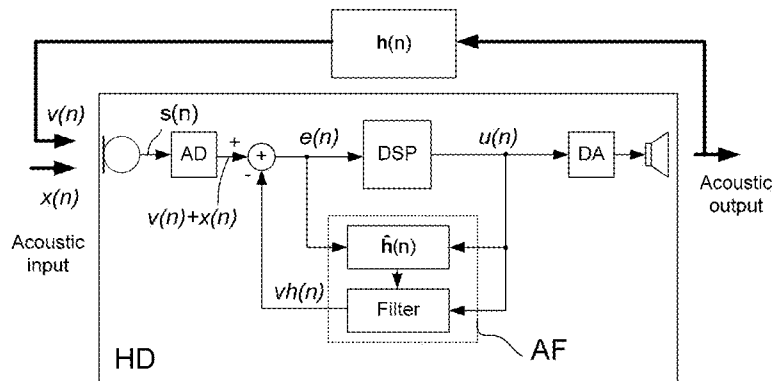 h(n)
v(n)
s(n)
x(n)
AD
+
+
-
e(n)
DSP
u(n)
DA
v(n)+x(n)
Acoustic
input
Acoustic
output
ĥ(n)
vh(n)
Filter
HD
AF